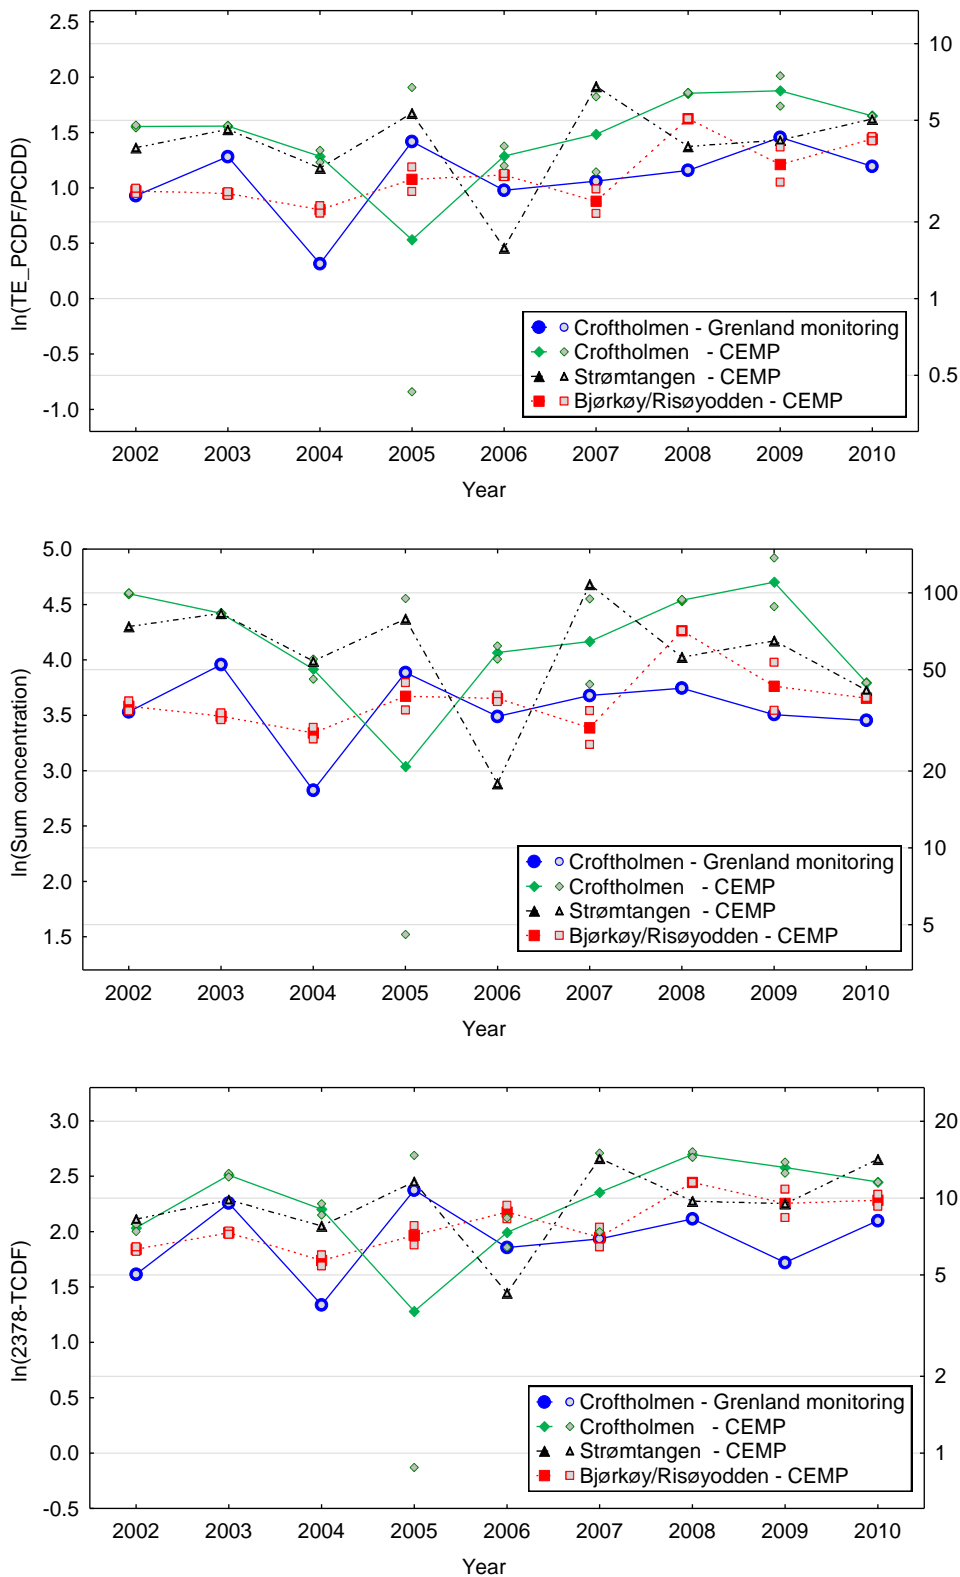 2.5
2.0
1.5
1.0
0.5
0.0
-0.5
-1.0
ln(TE_PCDF/PCDD)
10
5
2
1
0.5
Croftholmen - Grenland monitoring
Croftholmen - CEMP
Strømtangen - CEMP
Bjørkøy/Risøyodden - CEMP
2002 2003 2004 2005 2006 2007 2008 2009 2010
Year
5.0
4.5
4.0
3.5
3.0
2.5
2.0
1.5
ln(Sum concentration)
100
50
20
10
5
Croftholmen - Grenland monitoring
Croftholmen - CEMP
Strømtangen - CEMP
Bjørkøy/Risøyodden - CEMP
2002 2003 2004 2005 2006 2007 2008 2009 2010
Year
3.0
2.5
2.0
1.5
1.0
0.5
0.0
-0.5
ln(2378-TCDF)
20
10
5
2
1
Croftholmen - Grenland monitoring
Croftholmen - CEMP
Strømtangen - CEMP
Bjørkøy/Risøyodden - CEMP
2002 2003 2004 2005 2006 2007 2008 2009 2010
Year